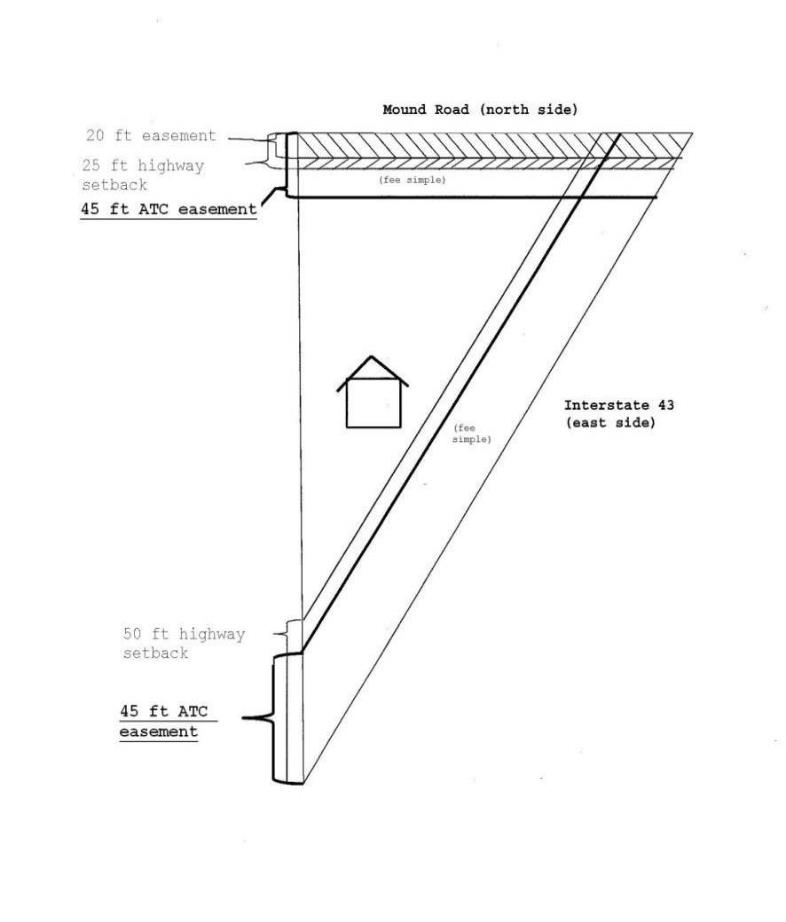 Mound Road (north side)
20 ft easement
25 ft highway
setback
(fee simple)
45 ft ATC easement
Interstate 43
(east side)
(fee
simple)
50 ft highway
setback
45 ft ATC
easement